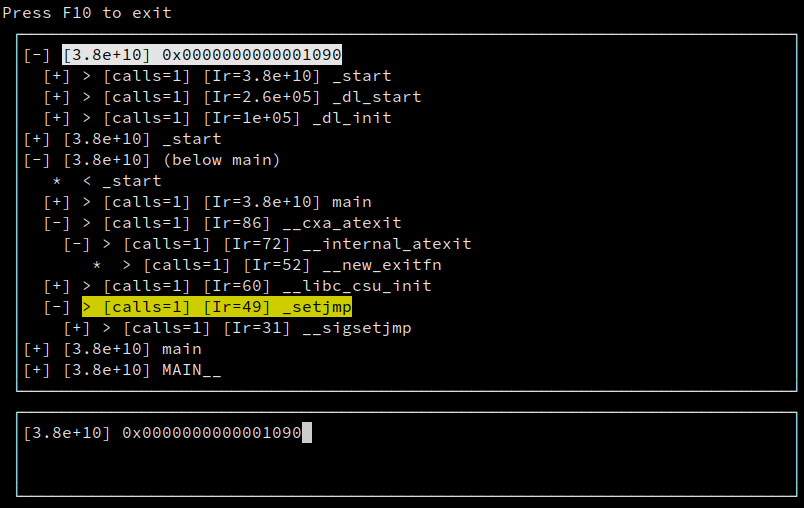 Press F10 to exit
[-] [3.8e+10] 0x0000000000001090
[+] > [calls=1] [Ir=3.8e+10] _start
[+] > [calls=1] [Ir=2.6e+05] _dl_start
[+] > [calls=1] [Ir=1e+05] _dl_init
[+] [3.8e+10] _start
[-] [3.8e+10] (below main)
* < _start
[+] > [calls=1] [Ir=3.8e+10] main
[-] > [calls=1] [Ir=86] __cxa_atexit
[-] > [calls=1] [Ir=72] __internal_atexit
* > [calls=1] [Ir=52] __new_exitfn
[+] > [calls=1] [Ir=60] __libc_csu_init
[-] > [calls=1] [Ir=49] _setjmp
[+] > [calls=1] [Ir=31] __sigsetjmp
[+] [3.8e+10] main
[+] [3.8e+10] MAIN__
[3.8e+10] 0x0000000000001090